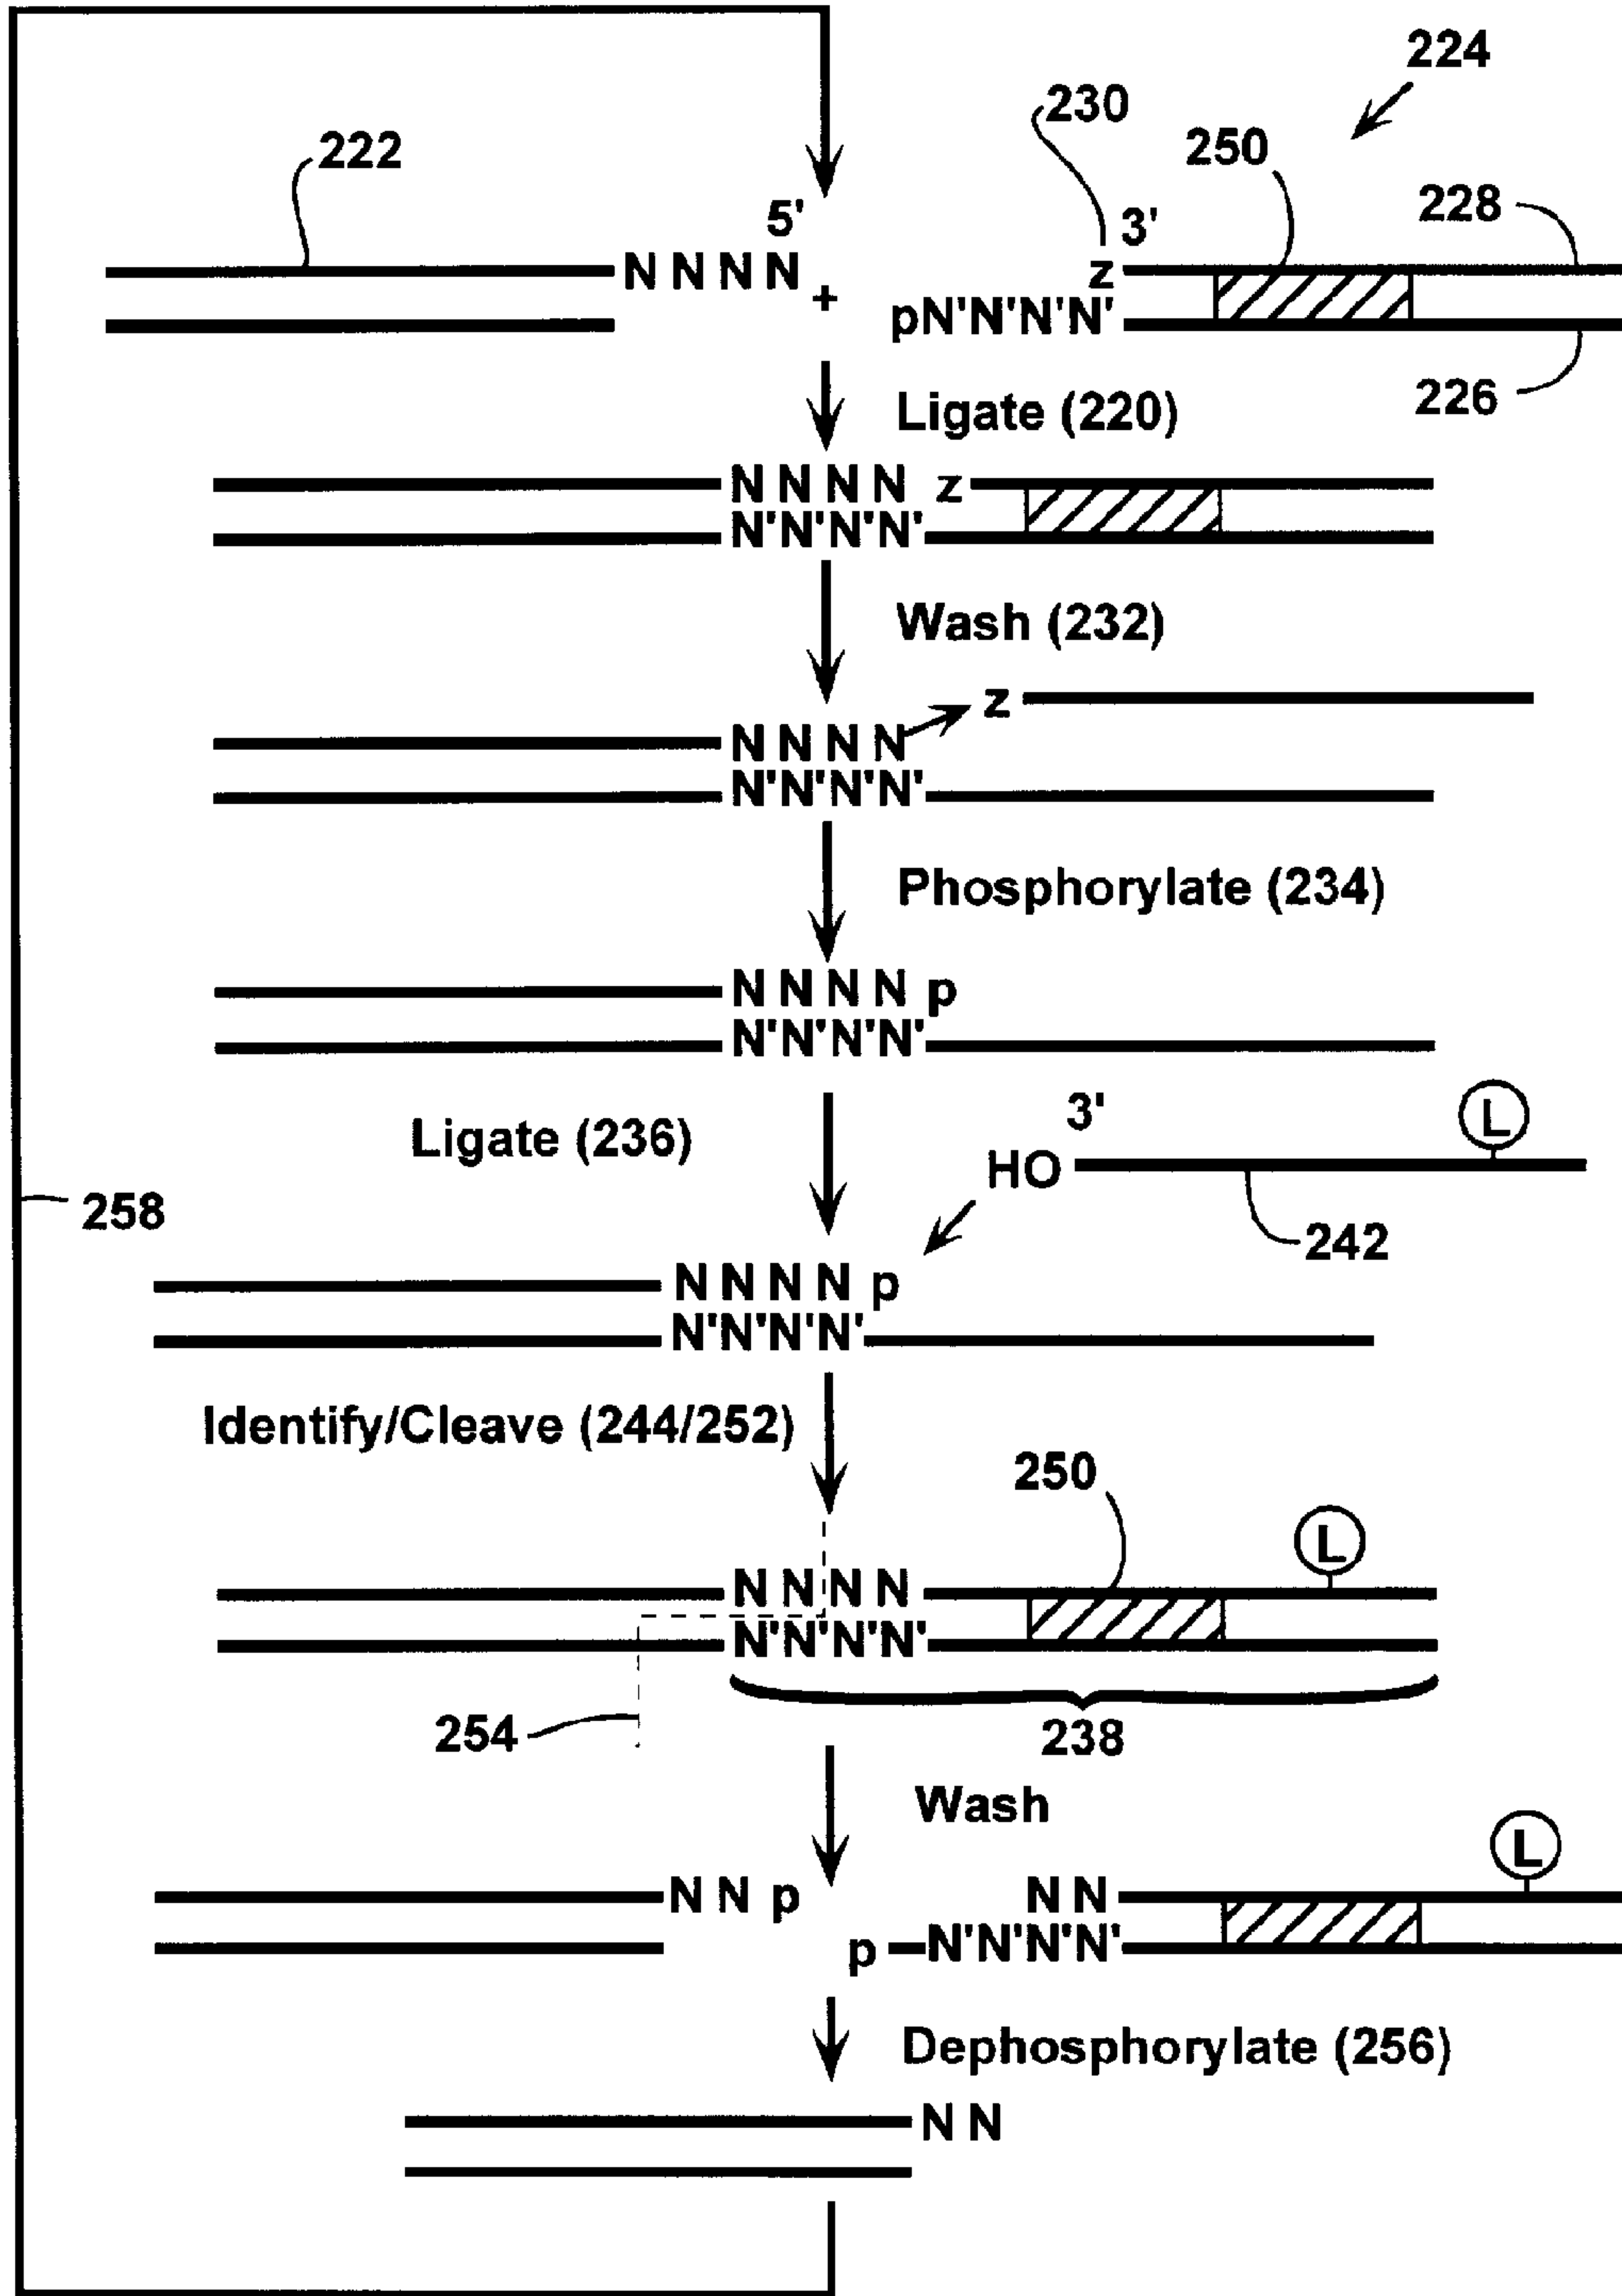 224
230
250
222
228
5'
3'
N N N N
z
+
pN'N'N'N'
226
Ligate (220)
N N N N z
N'N'N'N'
Wash (232)
z
N N N N
N'N'N'N'
Phosphorylate (234)
N N N N p
N'N'N'N'
3'
L
Ligate (236)
HO
258
242
N N N N p
N'N'N'N'
Identify/Cleave (244/252)
250
L
N N N N
N'N'N'N'
254
238
Wash
L
N N p
N N
p N'N'N'N'
Dephosphorylate (256)
N N